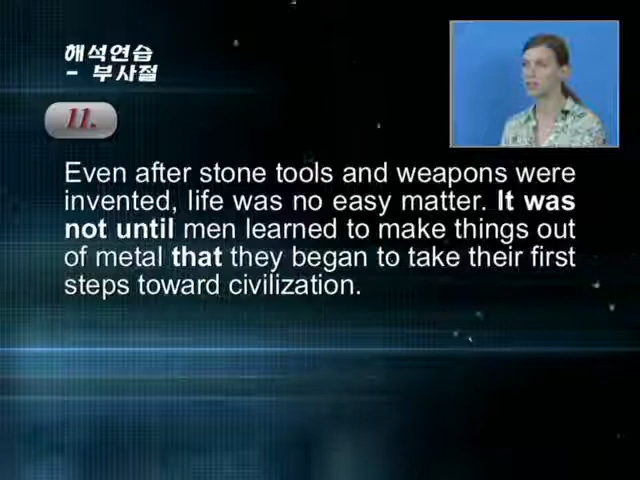 해석연습
- 부사절
11.
Even after stone tools and weapons were
invented, life was no easy matter. It was
not until men learned to make things out
of metal that they began to take their first
steps toward civilization.